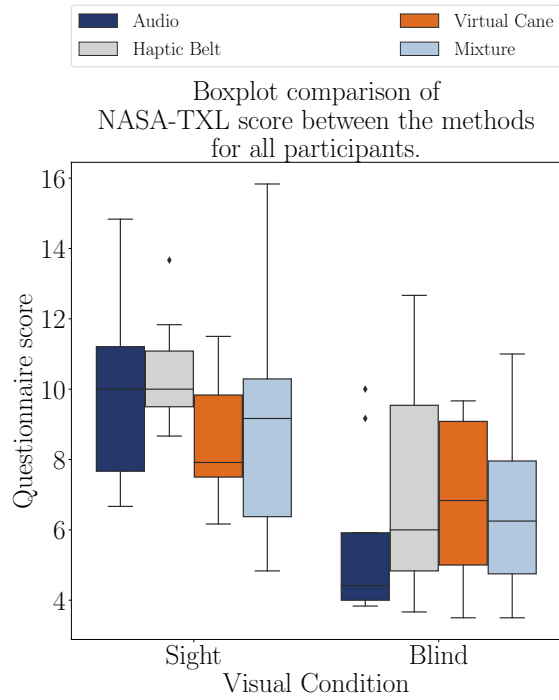 Audio
Haptic Belt
Virtual Cane
Mixture
Boxplot comparison of
NASA-TXL score between the methods
for all participants.
Questionnaire score
16
14
12
10
8
6
4
Sight
Blind
Visual Condition